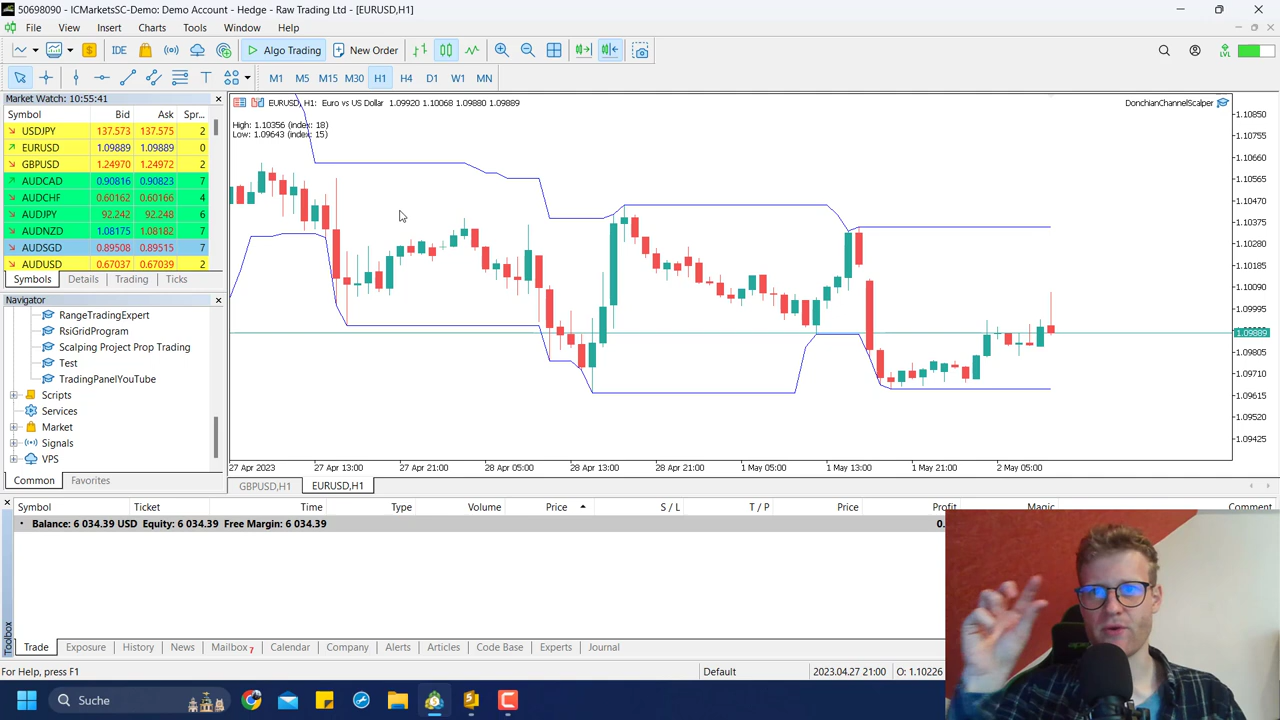 50698090 - ICMarketsSC-Demo: Demo Account - Hedge - Raw Trading Ltd - [EURUSD,H1]
File View Insert Charts Tools Window Help
IDE Algo Trading New Order LVL
T M1 M5 M15 M30 H1 H4 D1 W1 MN
Market Watch: 10:55:41
Symbol Bid Ask Spr...
USDJPY 137.573 137.575 2
EURUSD 1.09889 1.09889 0
GBPUSD 1.24970 1.24972 2
AUDCAD 0.90816 0.90823 7
AUDCHF 0.60162 0.60166 4
AUDJPY 92.242 92.248 6
AUDNZD 1.08175 1.08182 7
AUDSGD 0.89508 0.89515 7
AUDUSD 0.67037 0.67039 2
Symbols Details Trading Ticks
Navigator
RangeTradingExpert
RsiGridProgram
Scalping Project Prop Trading
Test
TradingPanelYouTube
Scripts
Services
Market
Signals
VPS
Common Favorites
EURUSD, H1: Euro vs US Dollar 1.09920 1.10068 1.09880 1.09889
DonchianChannelScalper
High: 1.10356 (index: 18)
Low: 1.09643 (index: 15)
1.10850
1.10755
1.10660
1.10565
1.10470
1.10375
1.10280
1.10185
1.10090
1.09995
1.09889
1.09805
1.09710
1.09615
1.09520
1.09425
27 Apr 2023 27 Apr 13:00 27 Apr 21:00 28 Apr 05:00 28 Apr 13:00 28 Apr 21:00 1 May 05:00 1 May 13:00 1 May 21:00 2 May 05:00
GBPUSD,H1 EURUSD,H1
Symbol Ticket Time Type Volume Price S / L T / P Price Profit Magic Comment
Balance: 6 034.39 USD Equity: 6 034.39 Free Margin: 6 034.39
Toolbox
Trade Exposure History News Mailbox 7 Calendar Company Alerts Articles Code Base Experts Journal
For Help, press F1 Default 2023.04.27 21:00 O: 1.10226
Suche